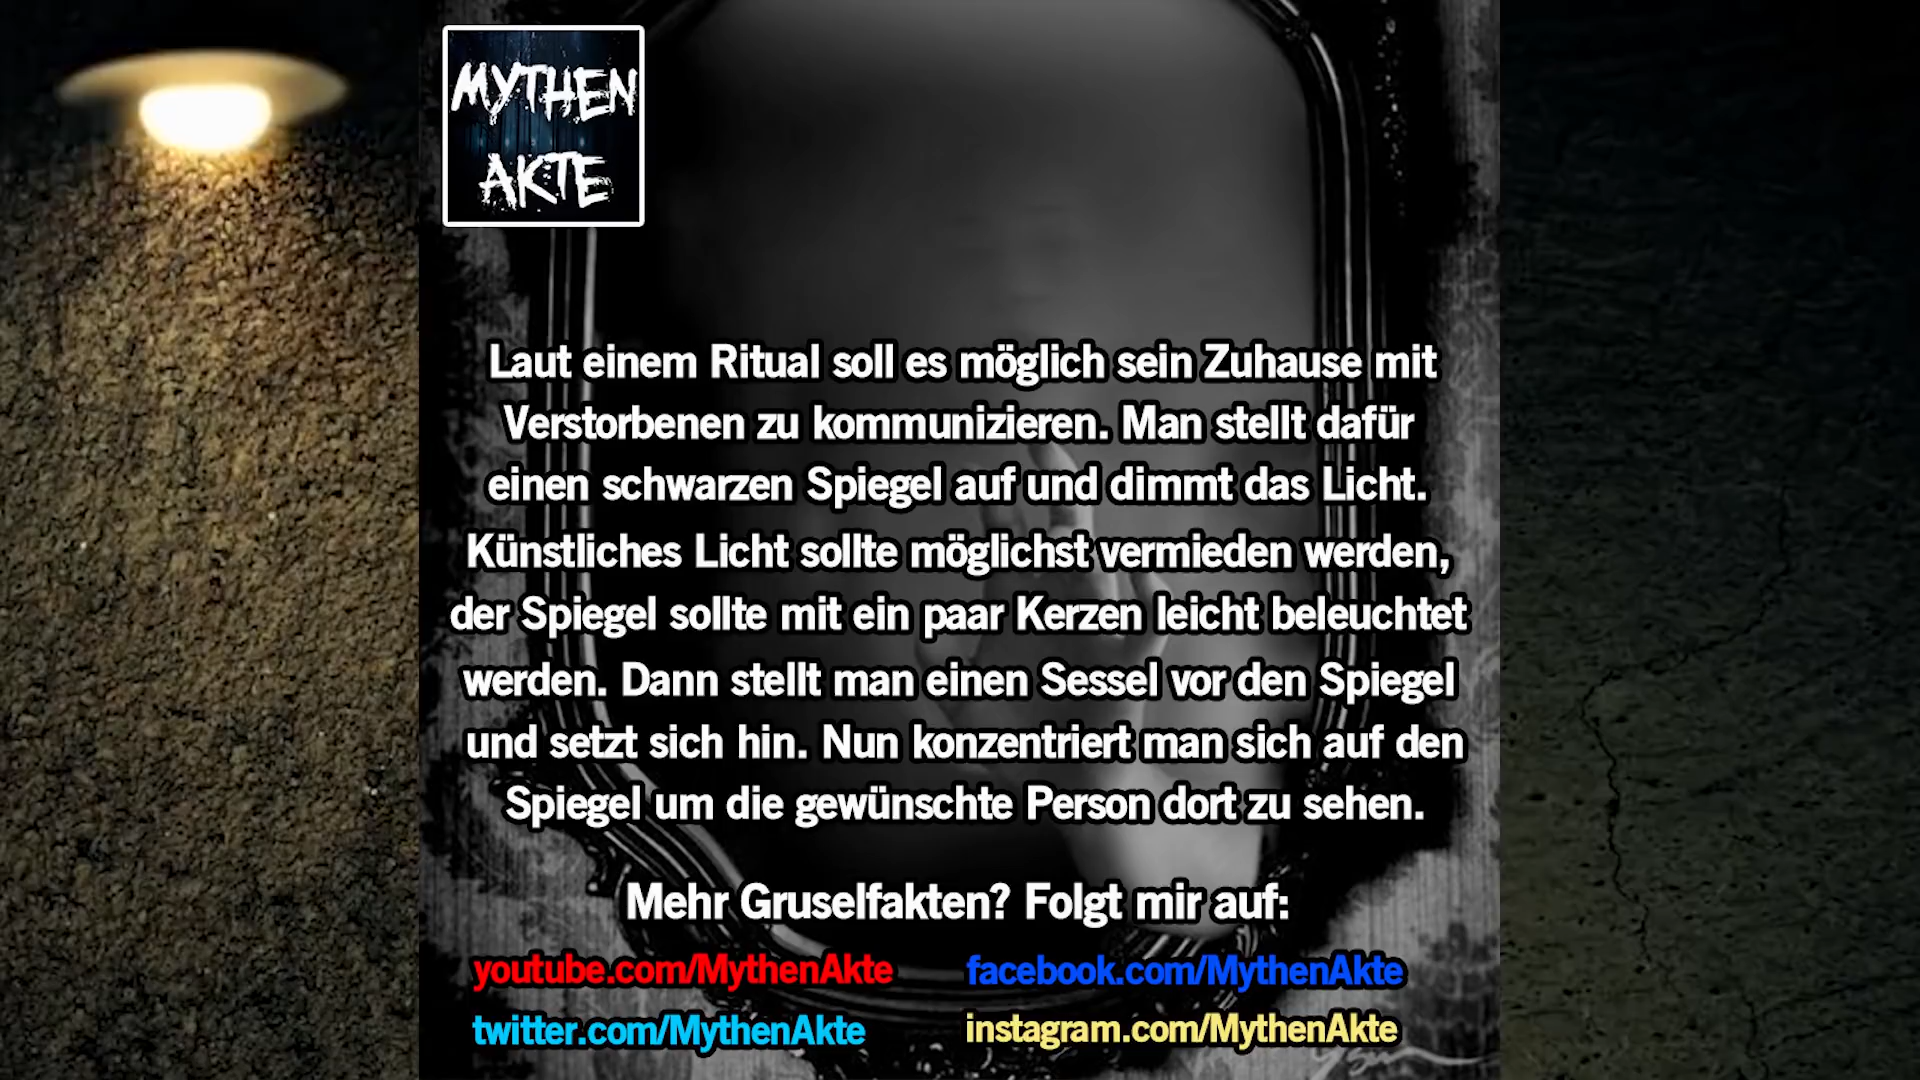 MYTHEN
AKTE
Laut einem Ritual soll es möglich sein Zuhause mit
Verstorbenen zu kommunizieren. Man stellt dafür
einen schwarzen Spiegel auf und dimmt das Licht.
Künstliches Licht sollte möglichst vermieden werden,
der Spiegel sollte mit ein paar Kerzen leicht beleuchtet
werden. Dann stellt man einen Sessel vor den Spiegel
und setzt sich hin. Nun konzentriert man sich auf den
Spiegel um die gewünschte Person dort zu sehen.
Mehr Gruselfakten? Folgt mir auf:
youtube.com/MythenAkte
facebook.com/MythenAkte
twitter.com/MythenAkte
instagram.com/MythenAkte